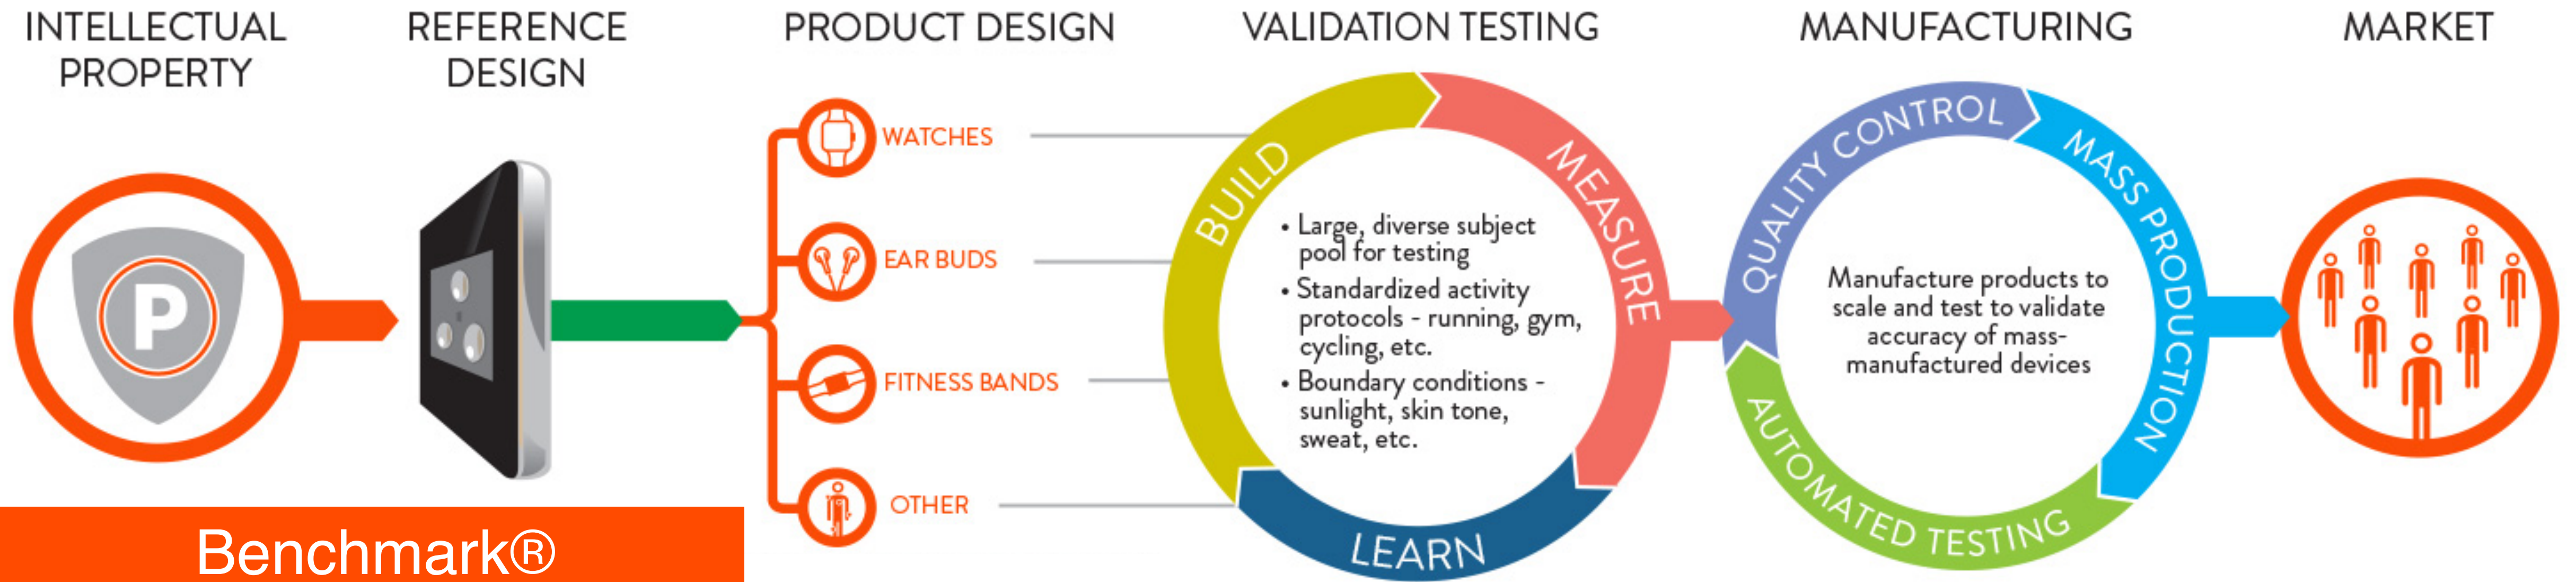 INTELLECTUAL
PROPERTY
P
REFERENCE
DESIGN
PRODUCT DESIGN
WATCHES
EAR BUDS
FITNESS BANDS
OTHER
VALIDATION TESTING
BUILD
MEASURE
LEARN
• Large, diverse subject
pool for testing
• Standardized activity
protocols - running, gym,
cycling, etc.
• Boundary conditions -
sunlight, skin tone,
sweat, etc.
MANUFACTURING
QUALITY CONTROL
MASS PRODUCTION
AUTOMATED TESTING
Manufacture products to
scale and test to validate
accuracy of mass-
manufactured devices
MARKET
Benchmark®